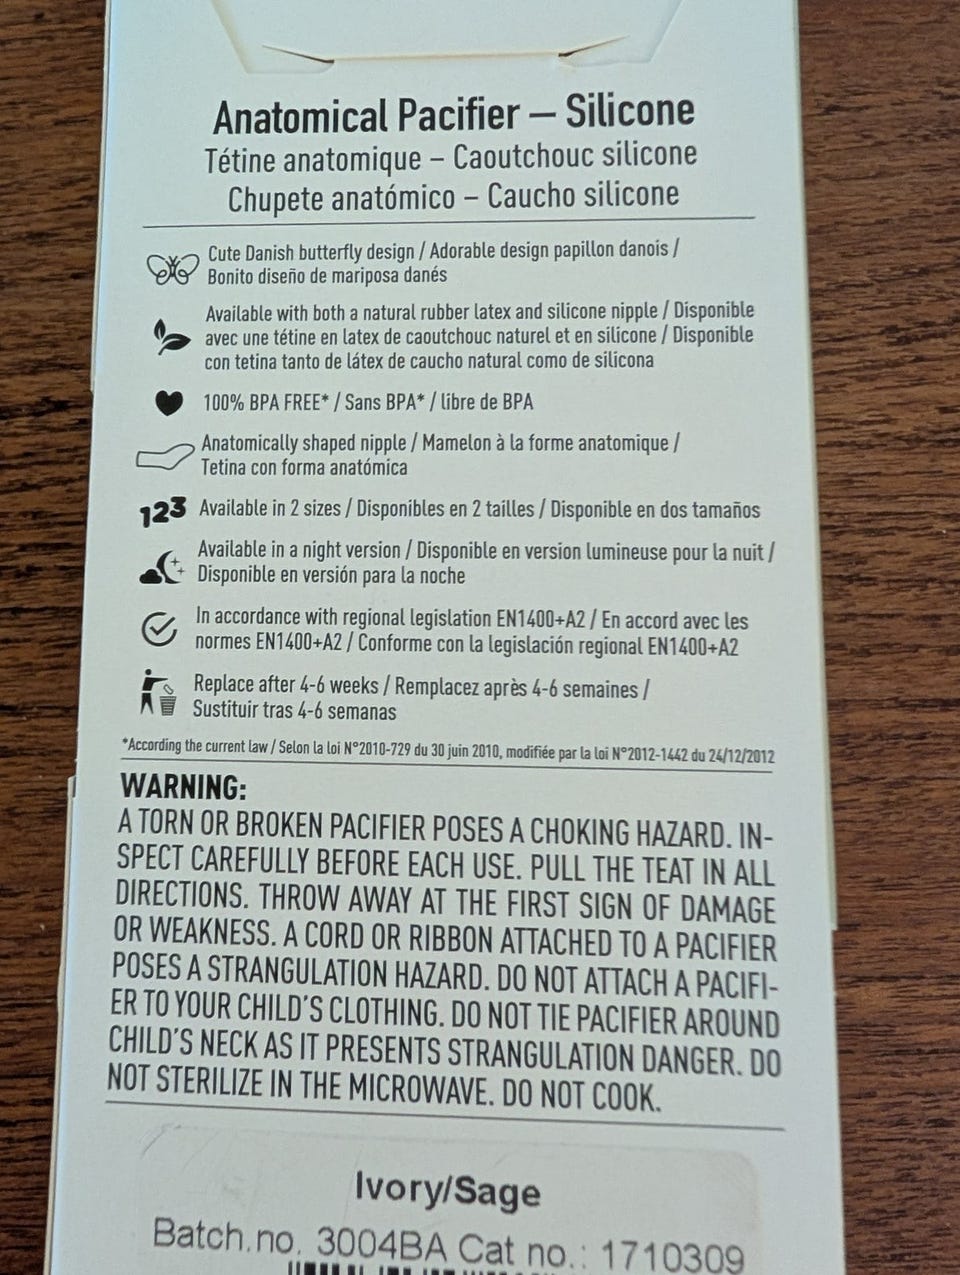 Anatomical Pacifier – Silicone
Tétine anatomique – Caoutchouc silicone
Chupete anatómico – Caucho silicone
Cute Danish butterfly design / Adorable design papillon danois /
Bonito diseño de mariposa danés
Available with both a natural rubber latex and silicone nipple / Disponible
avec une tétine en latex de caoutchouc naturel et en silicone / Disponible
con tetina tanto de látex de caucho natural como de silicona
100% BPA FREE* / Sans BPA* / libre de BPA
Anatomically shaped nipple / Mamelon à la forme anatomique /
Tetina con forma anatómica
123 Available in 2 sizes / Disponibles en 2 tailles / Disponible en dos tamaños
Available in a night version / Disponible en version lumineuse pour la nuit /
Disponible en versión para la noche
In accordance with regional legislation EN1400+A2 / En accord avec les
normes EN1400+A2 / Conforme con la legislación regional EN1400+A2
Replace after 4-6 weeks / Remplacez après 4-6 semaines /
Sustituir tras 4-6 semanas
*According the current law / Selon la loi N°2010-729 du 30 juin 2010, modifiée par la loi N°2012-1442 du 24/12/2012
WARNING:
A TORN OR BROKEN PACIFIER POSES A CHOKING HAZARD. IN-
SPECT CAREFULLY BEFORE EACH USE. PULL THE TEAT IN ALL
DIRECTIONS. THROW AWAY AT THE FIRST SIGN OF DAMAGE
OR WEAKNESS. A CORD OR RIBBON ATTACHED TO A PACIFIER
POSES A STRANGULATION HAZARD. DO NOT ATTACH A PACIFI-
ER TO YOUR CHILD'S CLOTHING. DO NOT TIE PACIFIER AROUND
CHILD'S NECK AS IT PRESENTS STRANGULATION DANGER. DO
NOT STERILIZE IN THE MICROWAVE. DO NOT COOK.
Ivory/Sage
Batch.no. 3004BA Cat no.: 1710309